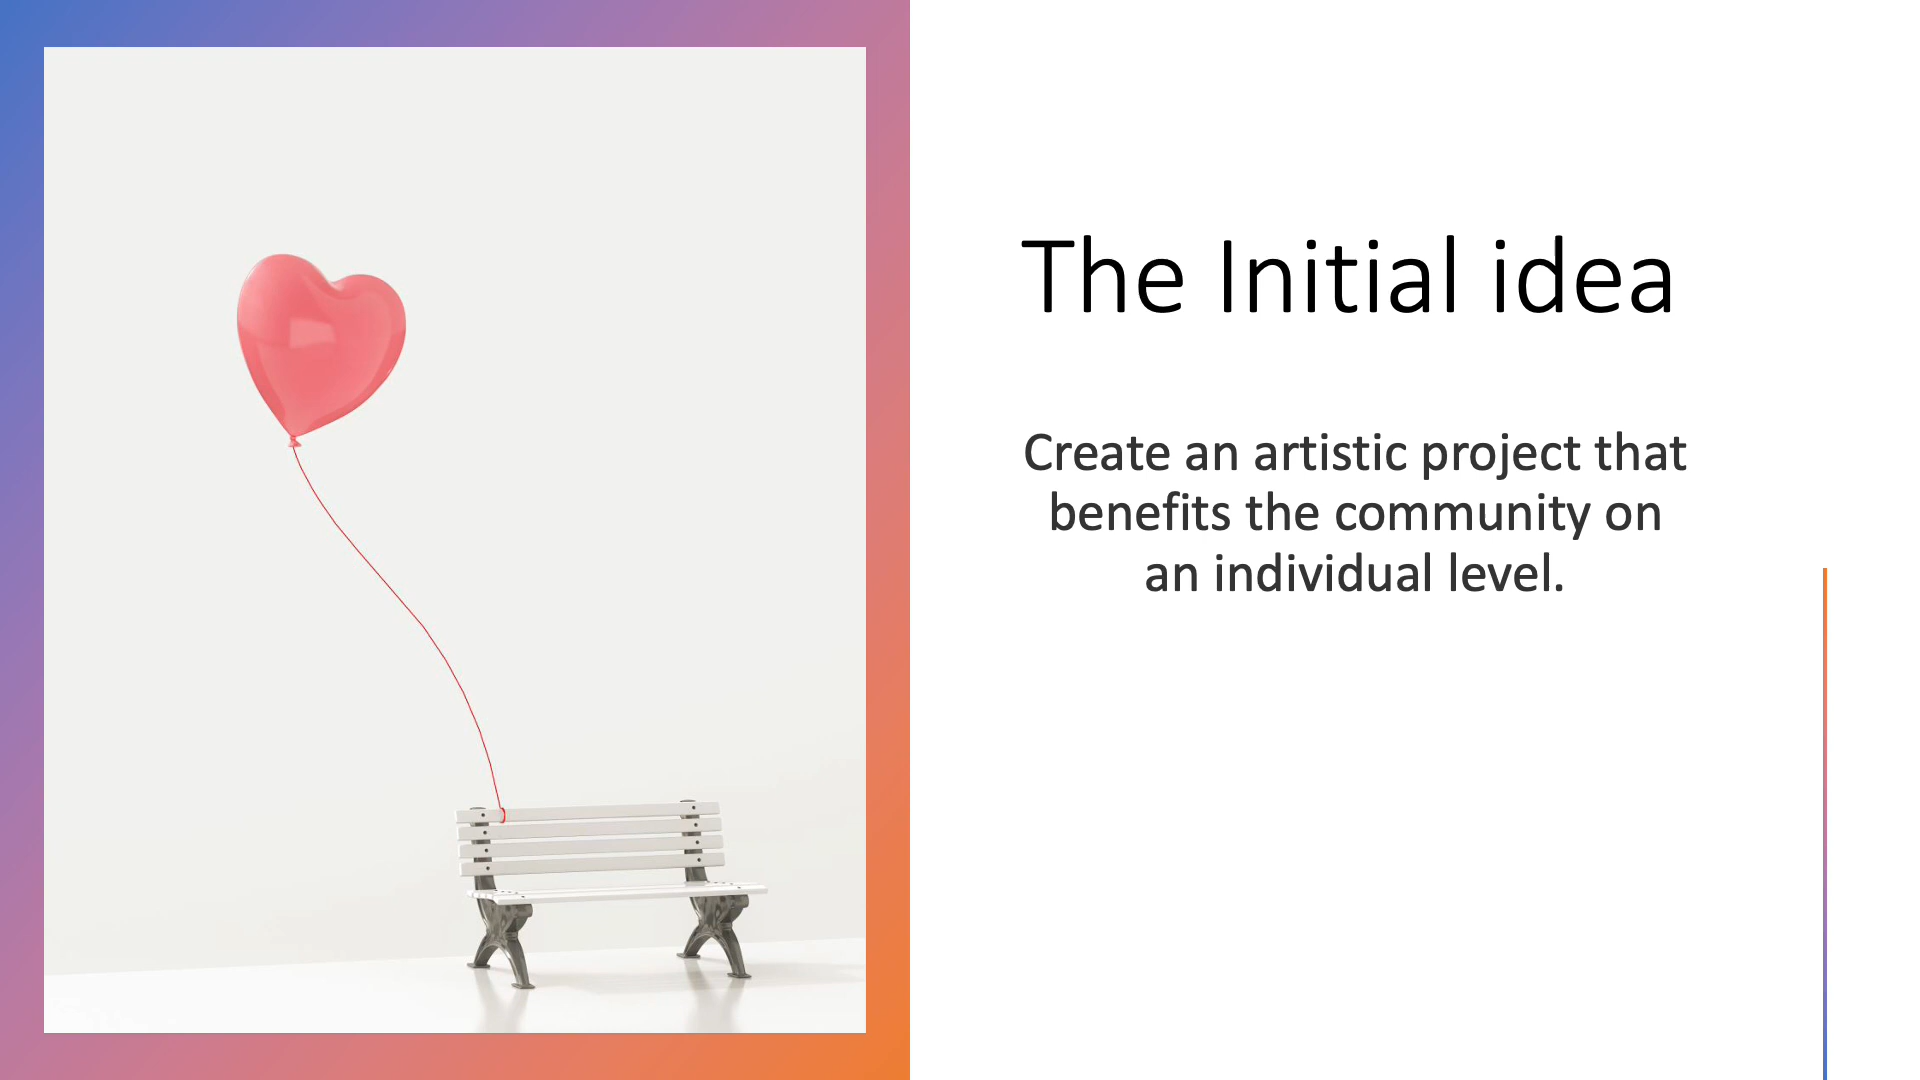 The Initial idea
Create an artistic project that
benefits the community on
an individual level.